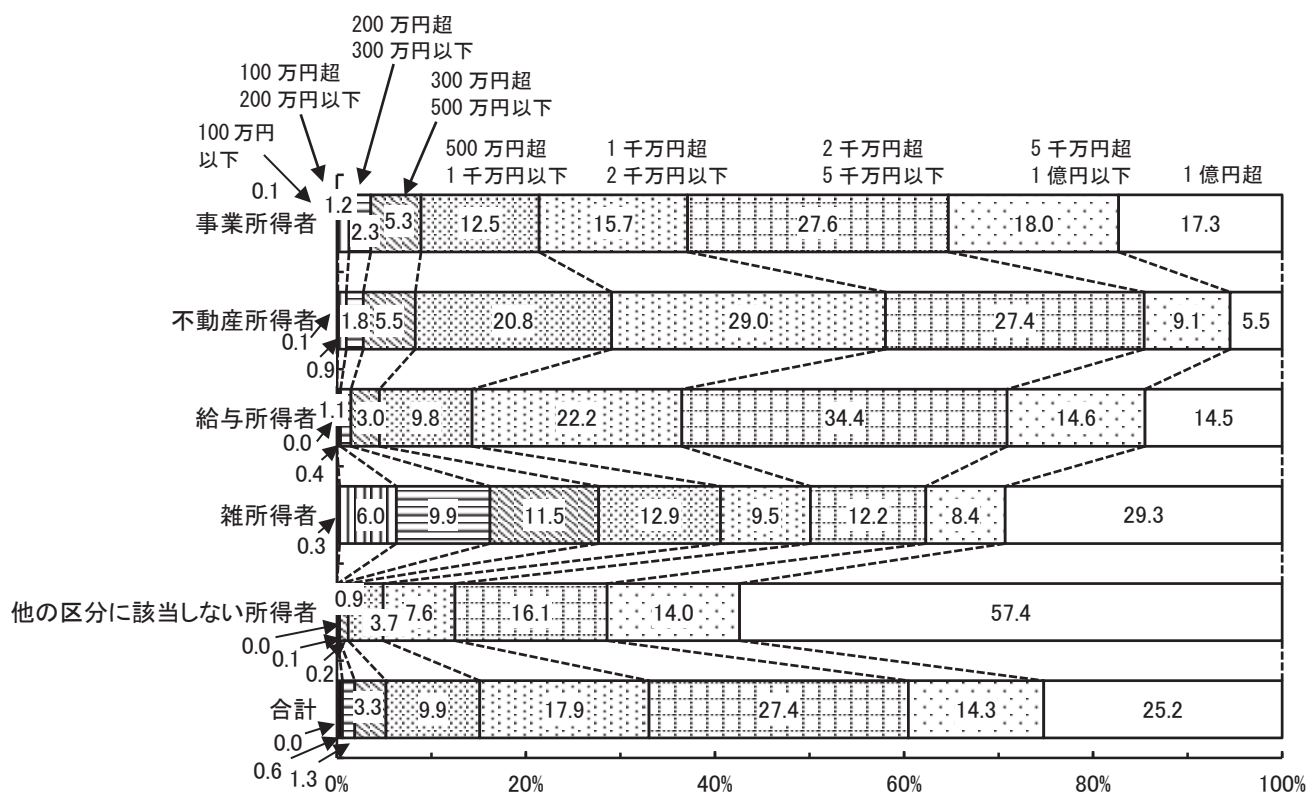 200 万円超
300 万円以下
100 万円超
200 万円以下
300 万円超
500 万円以下
100 万円
以下
500 万円超
1 千万円以下
1 千万円超
2 千万円以下
2 千万円超
5 千万円以下
5 千万円超
1 億円以下
1 億円超
事業所得者 0.1 1.2 2.3 5.3 12.5 15.7 27.6 18.0 17.3
不動産所得者 0.1 0.9 1.8 5.5 20.8 29.0 27.4 9.1 5.5
給与所得者 0.0 0.4 1.1 3.0 9.8 22.2 34.4 14.6 14.5
雑所得者 0.3 6.0 9.9 11.5 12.9 9.5 12.2 8.4 29.3
他の区分に該当しない所得者 0.0 0.1 0.2 0.9 3.7 7.6 16.1 14.0 57.4
合計 0.0 0.6 1.3 3.3 9.9 17.9 27.4 14.3 25.2
0% 20% 40% 60% 80% 100%